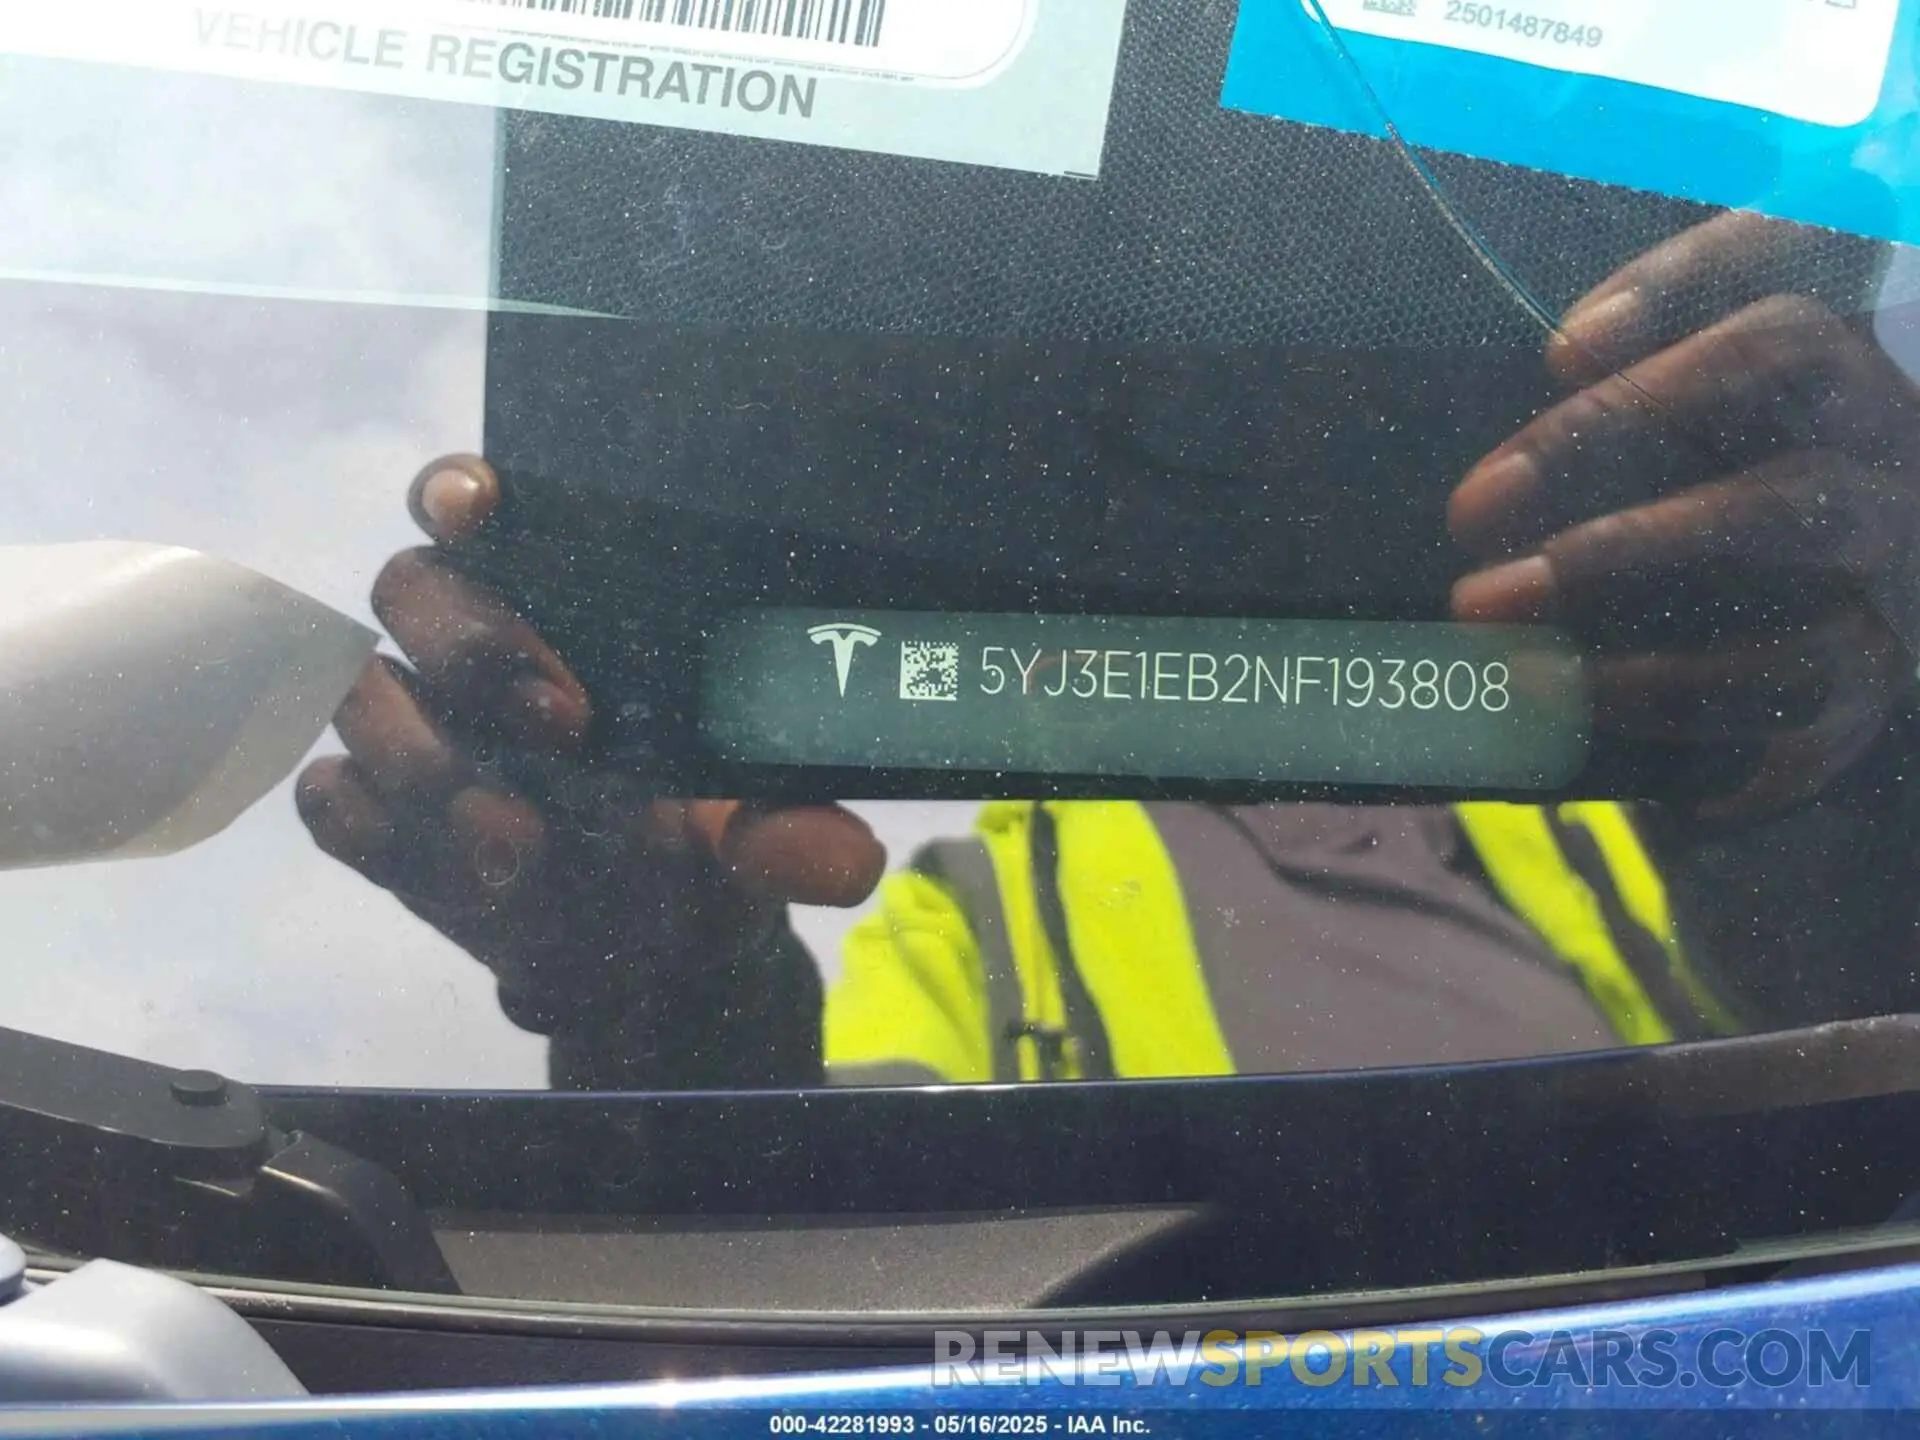 VEHICLE REGISTRATION
2501487849
5YJ3E1EB2NF193808
RENEWSPORTSCARS.COM
000-42281993 - 05/16/2025 - IAA Inc.